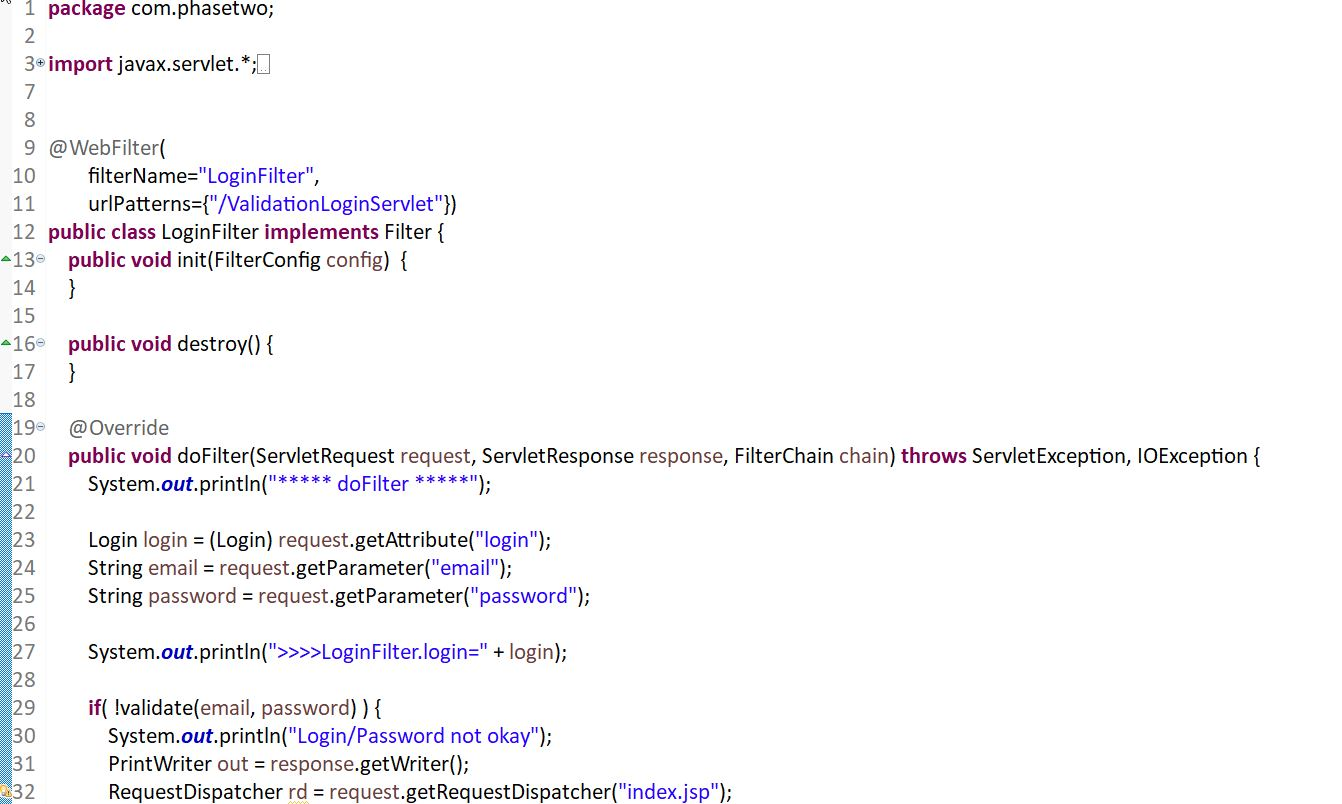 1 package com.phasetwo;
2
3 import javax.servlet.*;
7
8
9 @WebFilter(
10 filterName="LoginFilter",
11 urlPatterns={"/ValidationLoginServlet"})
12 public class LoginFilter implements Filter {
13 public void init(FilterConfig config)  {
14 }
15
16 public void destroy() {
17 }
18
19 @Override
20 public void doFilter(ServletRequest request, ServletResponse response, FilterChain chain) throws ServletException, IOException {
21 System.out.println("***** doFilter *****");
22
23 Login login = (Login) request.getAttribute("login");
24 String email = request.getParameter("email");
25 String password = request.getParameter("password");
26
27 System.out.println(">>>>LoginFilter.login=" + login);
28
29 if( !validate(email, password) ) {
30 System.out.println("Login/Password not okay");
31 PrintWriter out = response.getWriter();
32 RequestDispatcher rd = request.getRequestDispatcher("index.jsp");